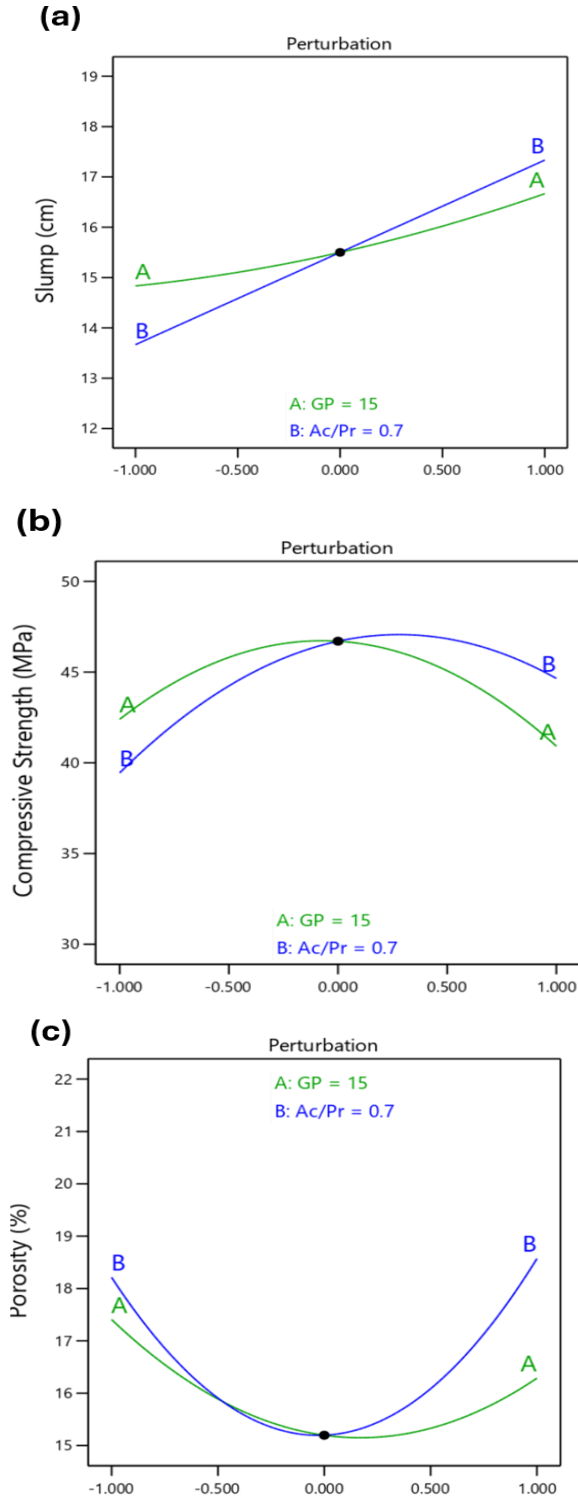 (a)
Perturbation
19
18
17
16
15
14
13
12
Slump (cm)
A
B
B
A
A: GP = 15
B: Ac/Pr = 0.7
-1.000 -0.500 0.000 0.500 1.000
(b)
Perturbation
50
45
40
35
30
Compressive Strength (MPa)
A
B
B
A
A: GP = 15
B: Ac/Pr = 0.7
-1.000 -0.500 0.000 0.500 1.000
(c)
Perturbation
22
21
20
19
18
17
16
15
Porosity (%)
A: GP = 15
B: Ac/Pr = 0.7
B
A
B
A
-1.000 -0.500 0.000 0.500 1.000